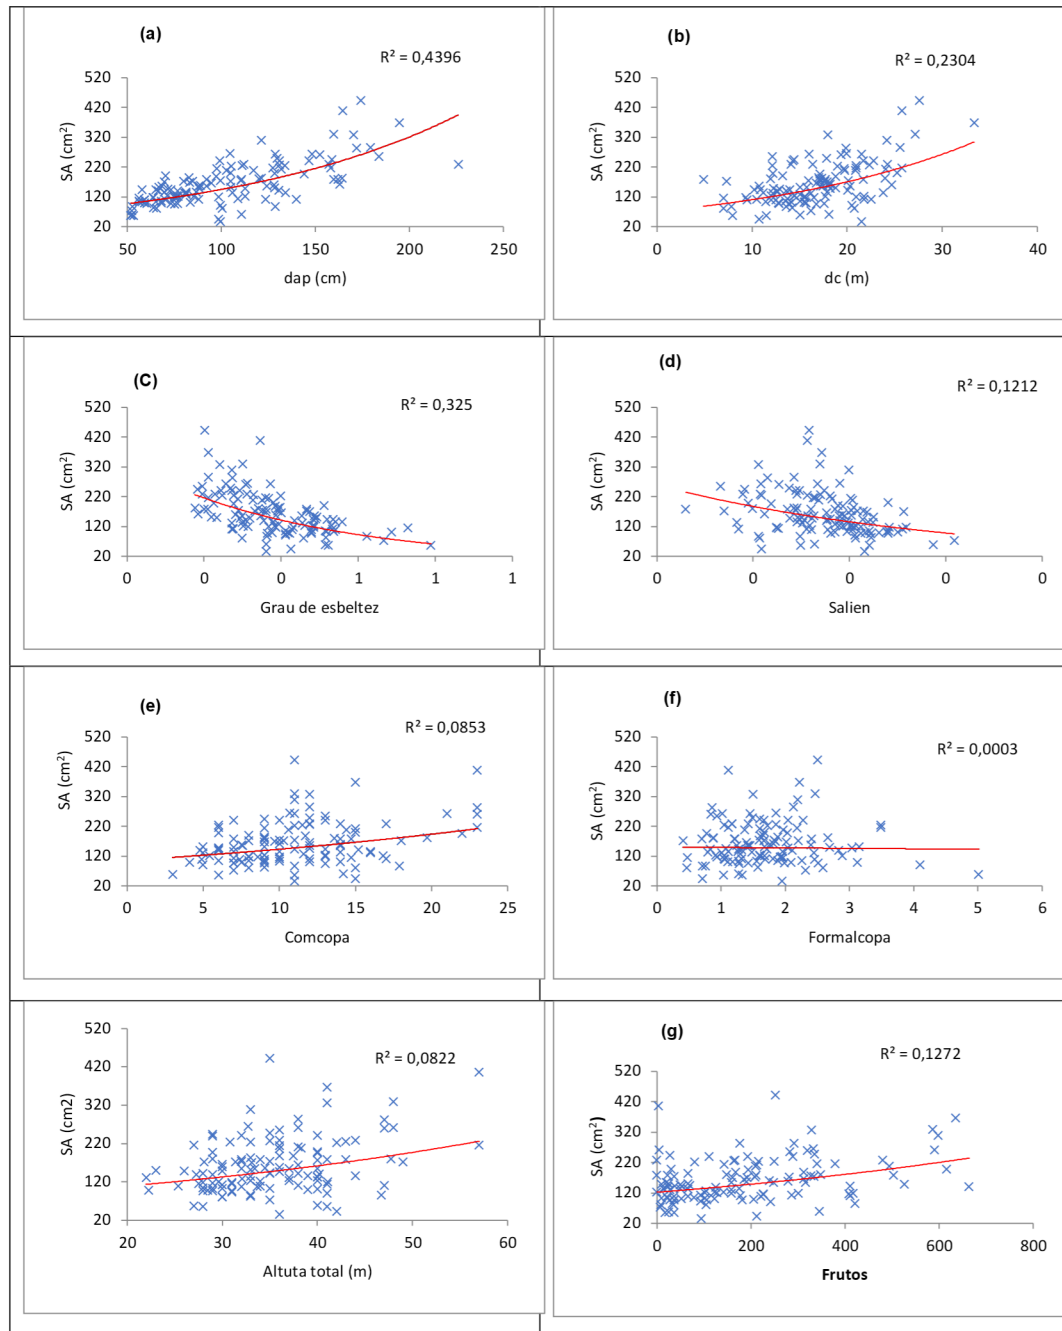 (a)
R² = 0,4396
SA (cm²)
520
420
320
220
120
20
50 100 150 200 250
dap (cm)
(b)
R² = 0,2304
SA (cm²)
520
420
320
220
120
20
0 10 20 30 40
dc (m)
(C)
R² = 0,325
SA (cm²)
520
420
320
220
120
20
0 0 0 1 1 1
Grau de esbeltez
(d)
R² = 0,1212
SA (cm²)
520
420
320
220
120
20
0 0 0 0 0
Salien
(e)
R² = 0,0853
SA (cm²)
520
420
320
220
120
20
0 5 10 15 20 25
Comcopa
(f)
R² = 0,0003
SA (cm²)
520
420
320
220
120
20
0 1 2 3 4 5 6
Formalcopa
R² = 0,0822
SA (cm2)
520
420
320
220
120
20
20 30 40 50 60
Altuta total (m)
(g)
R² = 0,1272
SA (cm²)
520
420
320
220
120
20
0 200 400 600 800
Frutos